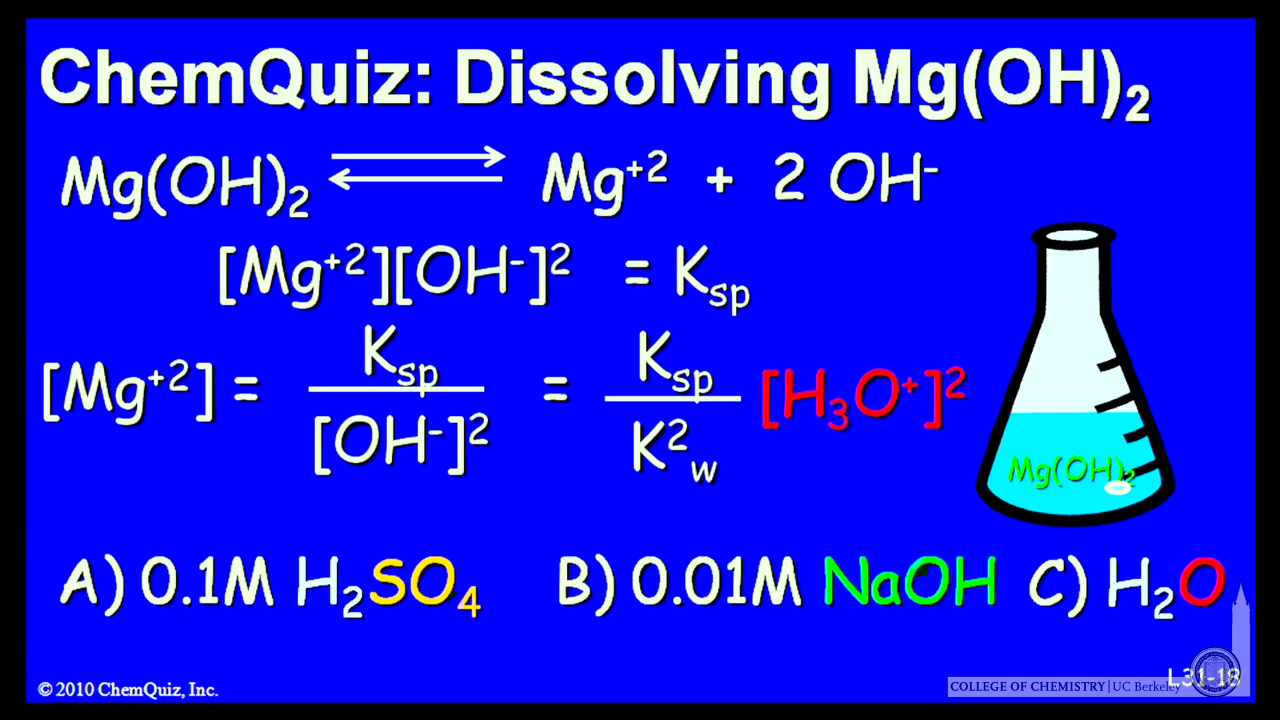 ChemQuiz: Dissolving Mg(OH)₂
Mg(OH)₂ ⇌ Mg⁺² + 2 OH⁻
[Mg⁺²][OH⁻]² = Kₛₚ
[Mg⁺²] = Kₛₚ / [OH⁻]² = Kₛₚ / K²w [H₃O⁺]²
Mg(OH)₂
A) 0.1M H₂SO₄ B) 0.01M NaOH C) H₂O
© 2010 ChemQuiz, Inc.
L31-18
COLLEGE OF CHEMISTRY | UC Berkeley